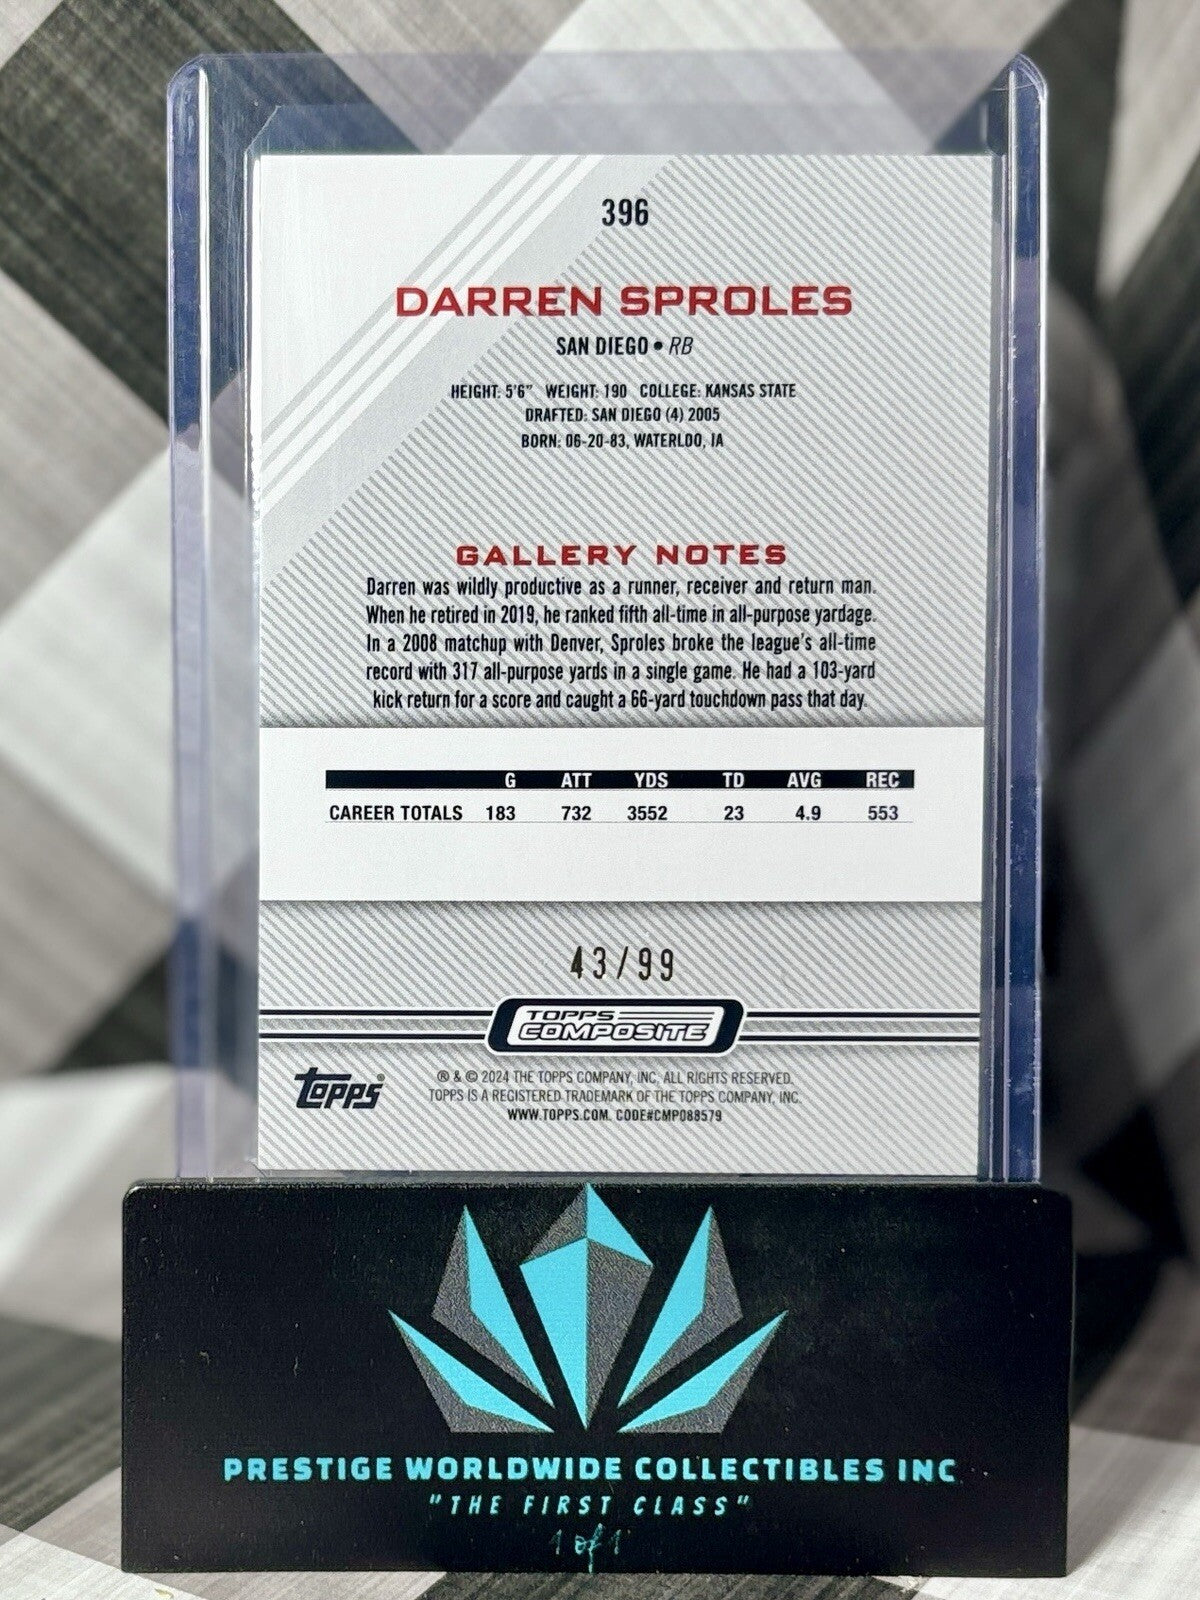 396
DARREN SPROLES
SAN DIEGO • RB
HEIGHT: 5'6" WEIGHT: 190 COLLEGE: KANSAS STATE
DRAFTED: SAN DIEGO (4) 2005
BORN: 06-20-83, WATERLOO, IA
GALLERY NOTES
Darren was wildly productive as a runner, receiver and return man.
When he retired in 2019, he ranked fifth all-time in all-purpose yardage.
In a 2008 matchup with Denver, Sproles broke the league's all-time
record with 317 all-purpose yards in a single game. He had a 103-yard
kick return for a score and caught a 66-yard touchdown pass that day.
G ATT YDS TD AVG REC
CAREER TOTALS 183 732 3552 23 4.9 553
43/99
TOPPS
COMPOSITE
Topps®
® & © 2024 THE TOPPS COMPANY, INC. ALL RIGHTS RESERVED.
TOPPS IS A REGISTERED TRADEMARK OF THE TOPPS COMPANY, INC.
WWW.TOPPS.COM. CODE#CMP088579
PRESTIGE WORLDWIDE COLLECTIBLES INC
"THE FIRST CLASS"
1 of 1